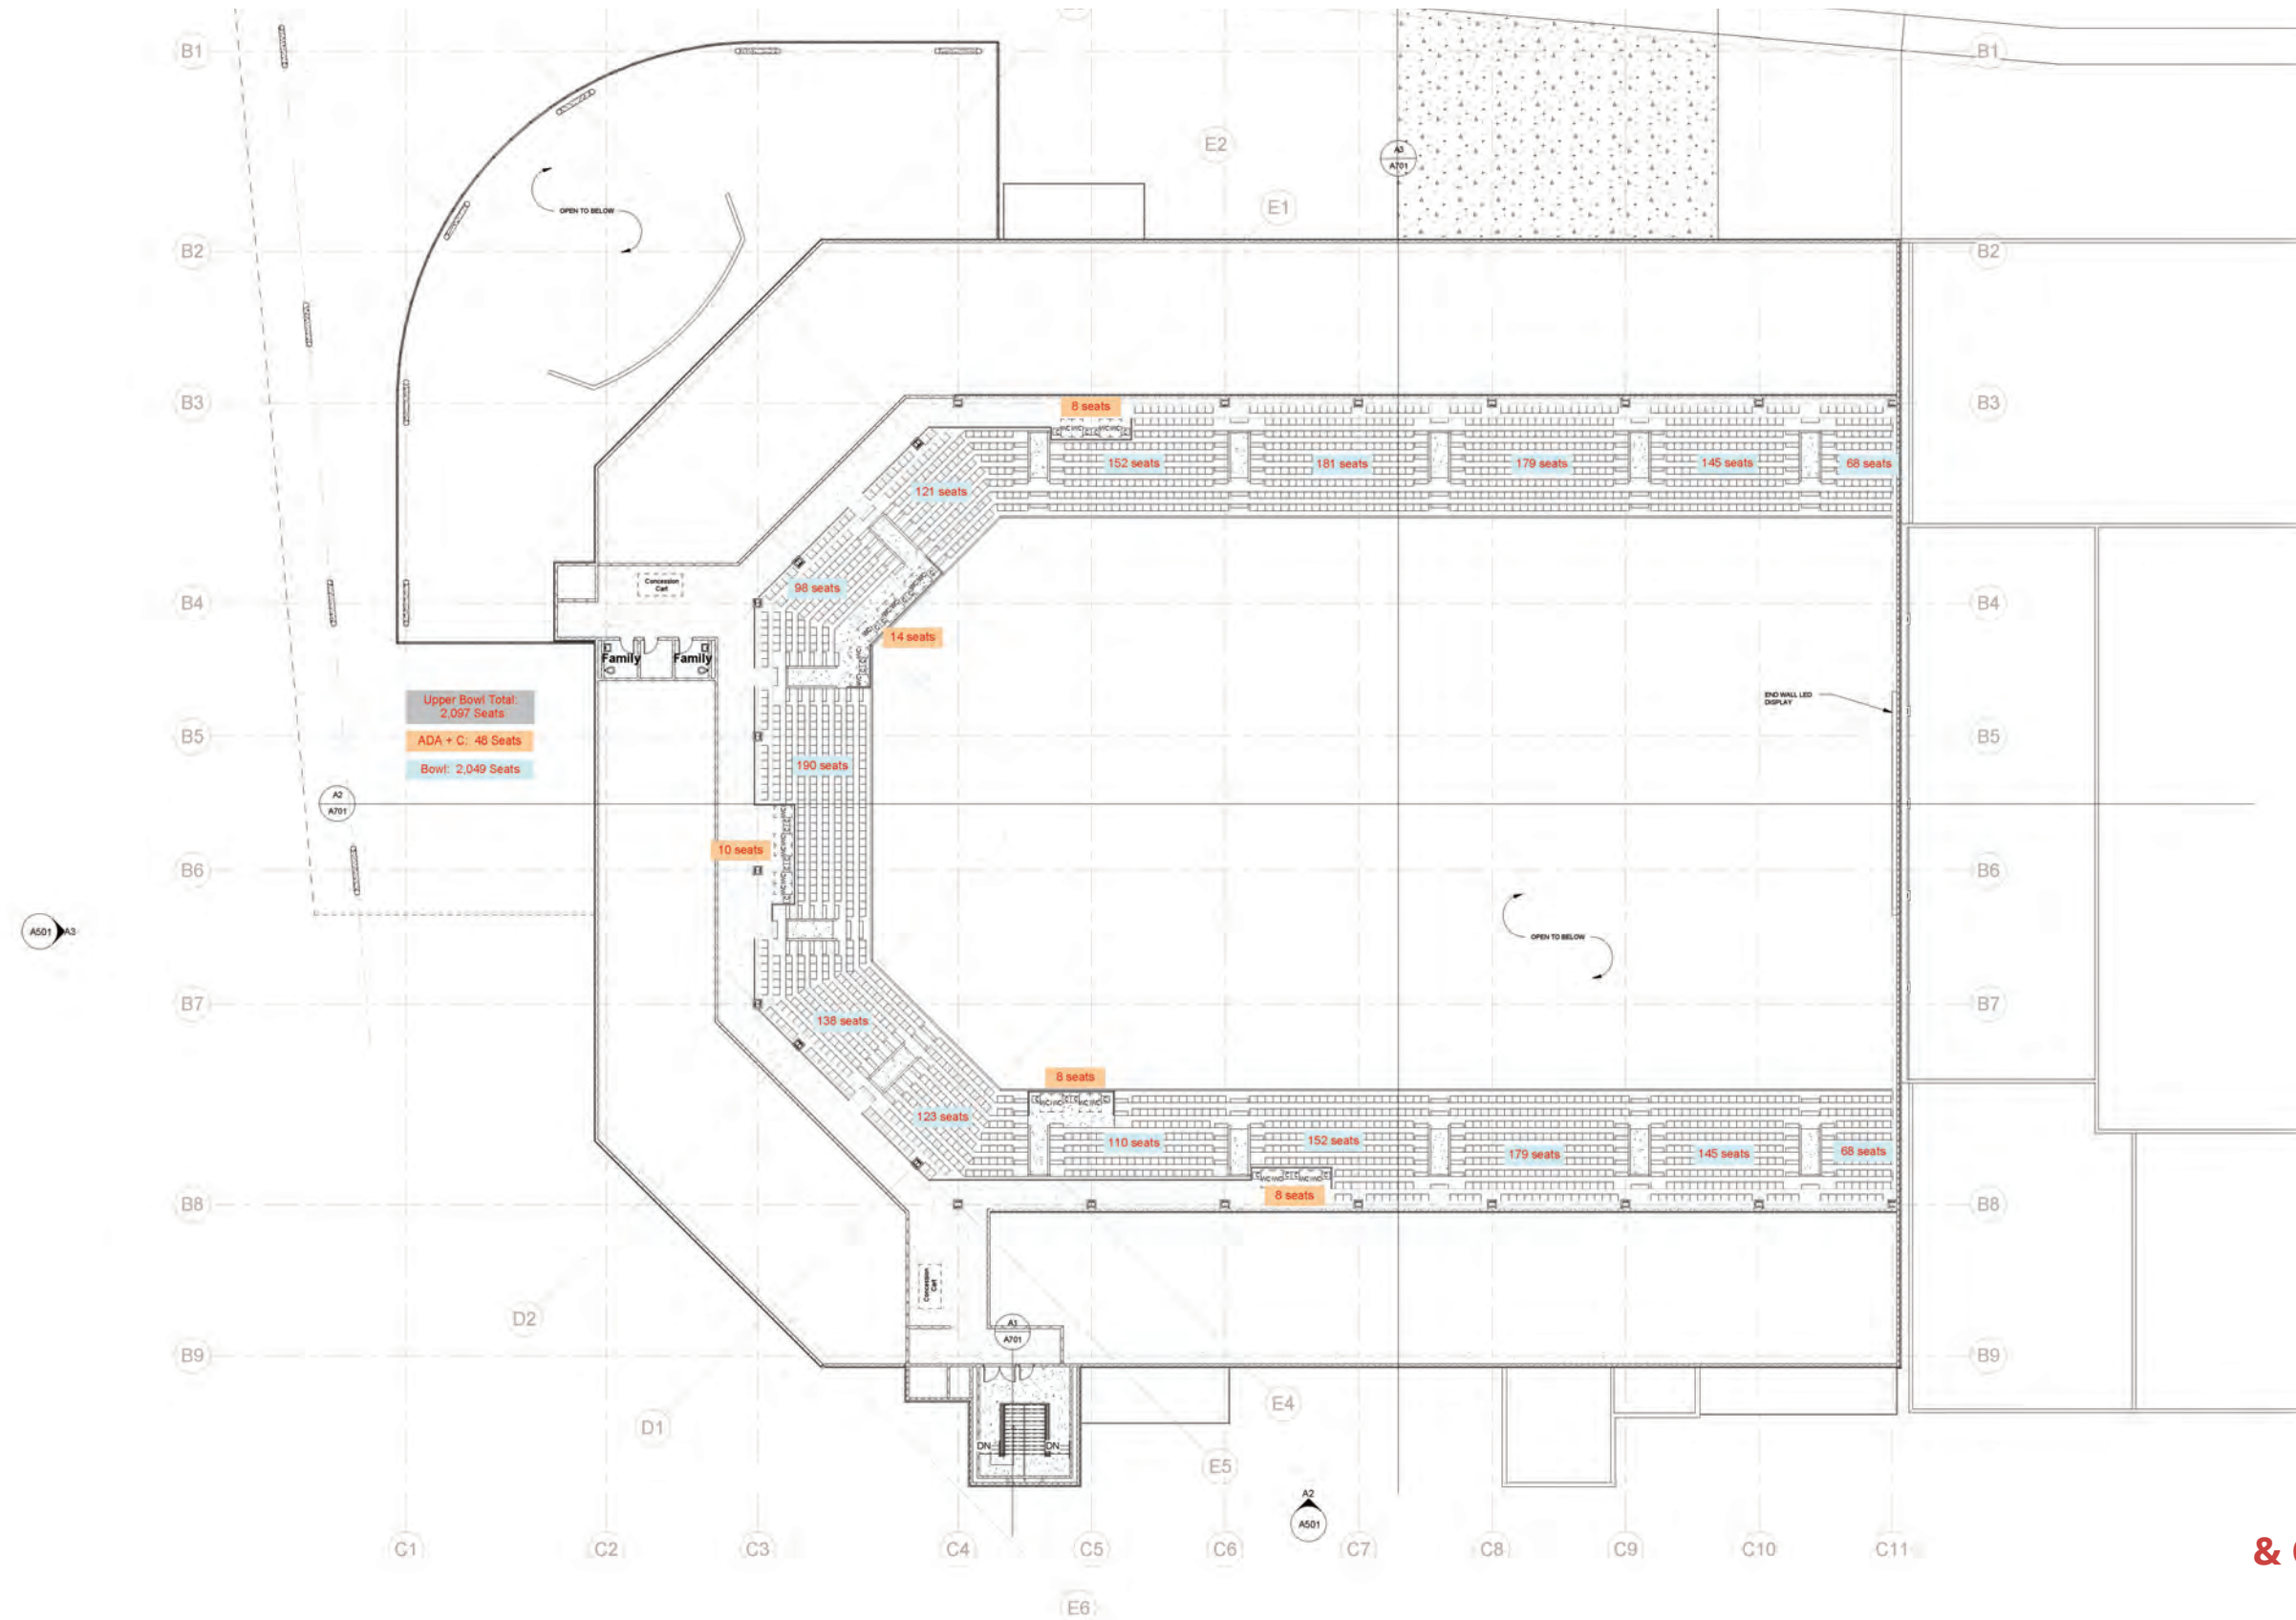 B1
B1
E2
A3
A701
E1
OPEN TO BELOW
B2
B2
B3
8 seats
B3
152 seats
181 seats
179 seats
145 seats
68 seats
121 seats
Concession
Cart
98 seats
B4
B4
14 seats
Family
Family
Upper Bowl Total:
2,097 Seats
END WALL LED
DISPLAY
B5
ADA + C: 48 Seats
B5
Bowl: 2,049 Seats
190 seats
A2
A701
10 seats
B6
B6
A501
A3
OPEN TO BELOW
B7
B7
138 seats
8 seats
123 seats
110 seats
152 seats
179 seats
145 seats
68 seats
8 seats
B8
B8
Concession
Cart
D2
A1
A701
B9
B9
D1
E4
DN
DN
E5
A2
A501
C1
C2
C3
C4
C5
C6
C7
C8
C9
C10
C11
&
E6